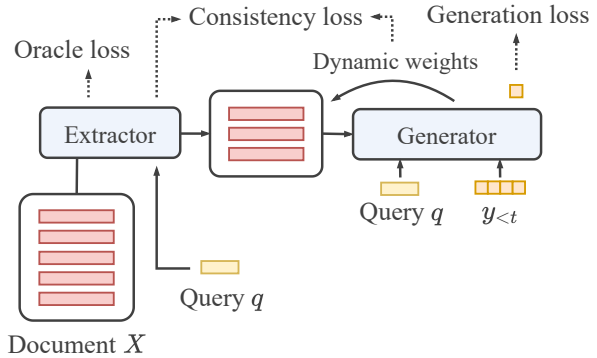 Consistency loss
Generation loss
Oracle loss
Dynamic weights
Extractor
Generator
Query q
y<t
Query q
Document X